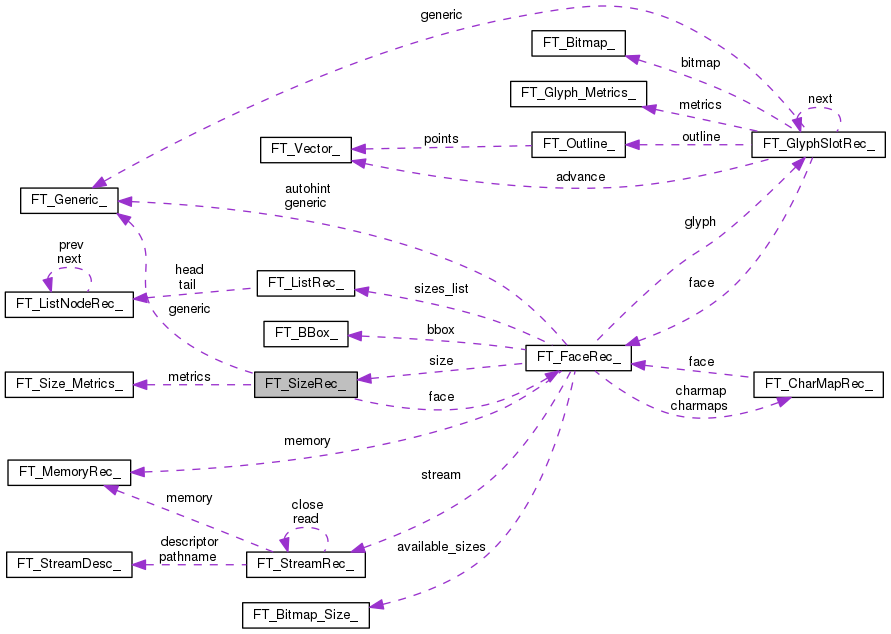 generic
FT_Bitmap_
bitmap
FT_Glyph_Metrics_
metrics
next
FT_Vector_
points
FT_Outline_
outline
FT_GlyphSlotRec_
advance
FT_Generic_
autohint
generic
glyph
prev
next
head
tail
FT_ListRec_
sizes_list
face
FT_ListNodeRec_
generic
FT_BBox_
bbox
FT_FaceRec_
size
face
FT_Size_Metrics_
metrics
FT_SizeRec_
face
charmap
charmaps
FT_CharMapRec_
memory
FT_MemoryRec_
stream
memory
close
read
descriptor
pathname
available_sizes
FT_StreamDesc_
FT_StreamRec_
FT_Bitmap_Size_